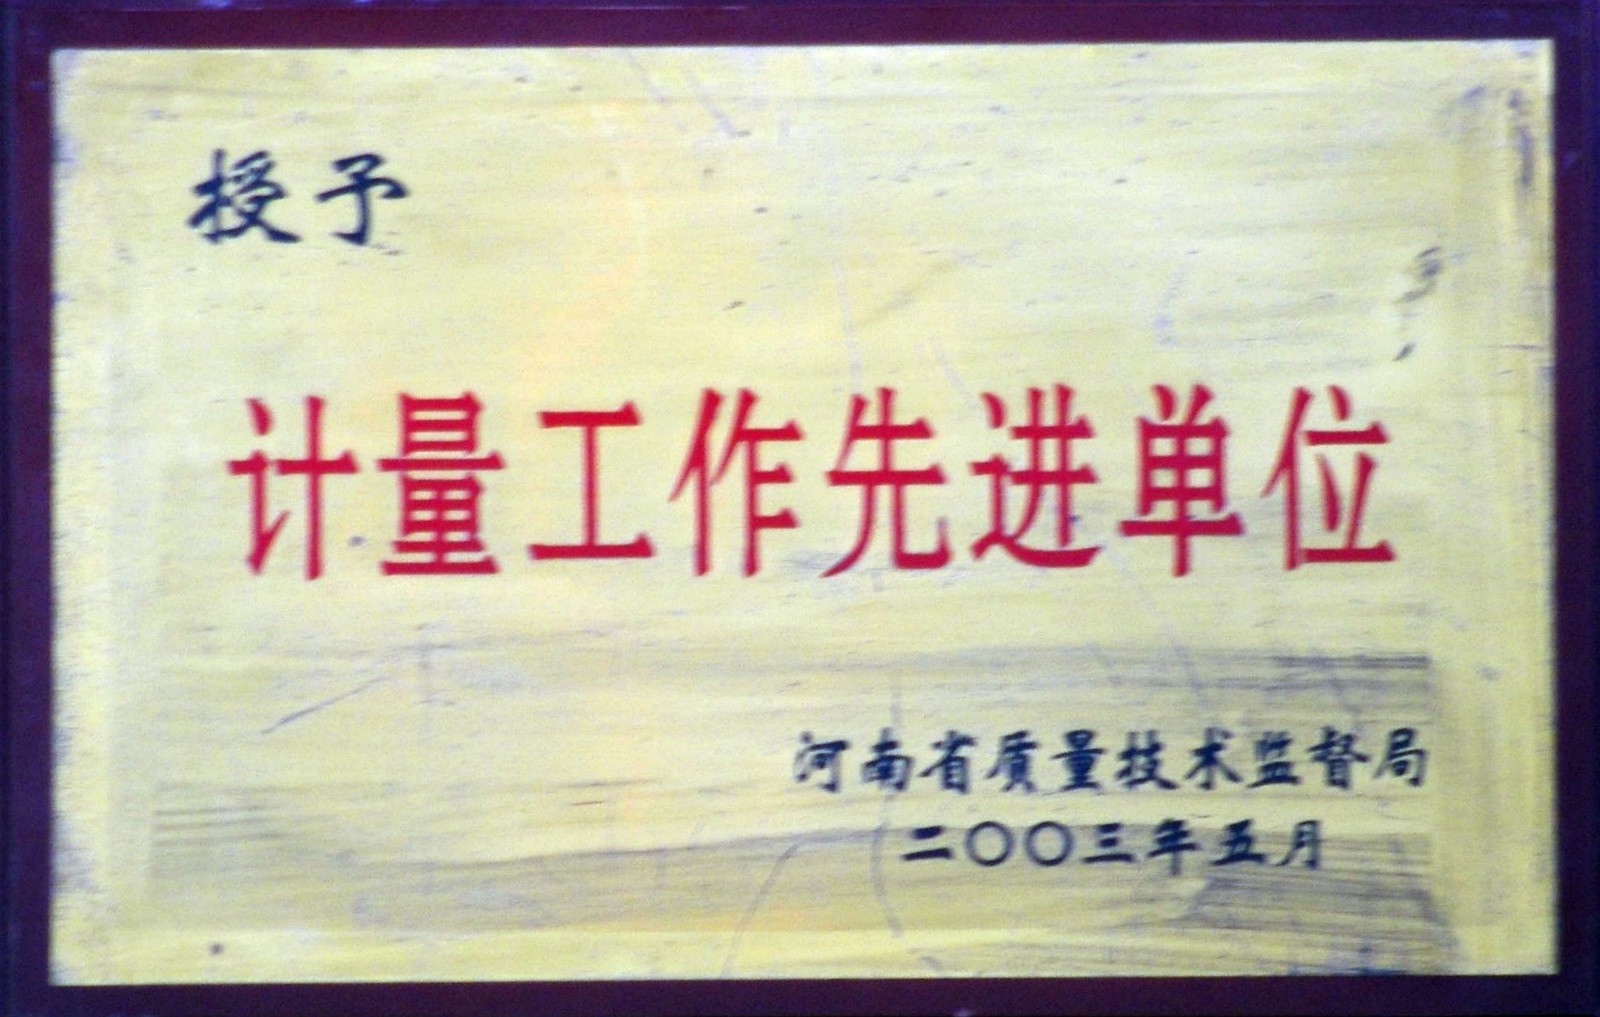 授予
计量工作先进单位
河南省质量技术监督局
二〇〇三年五月